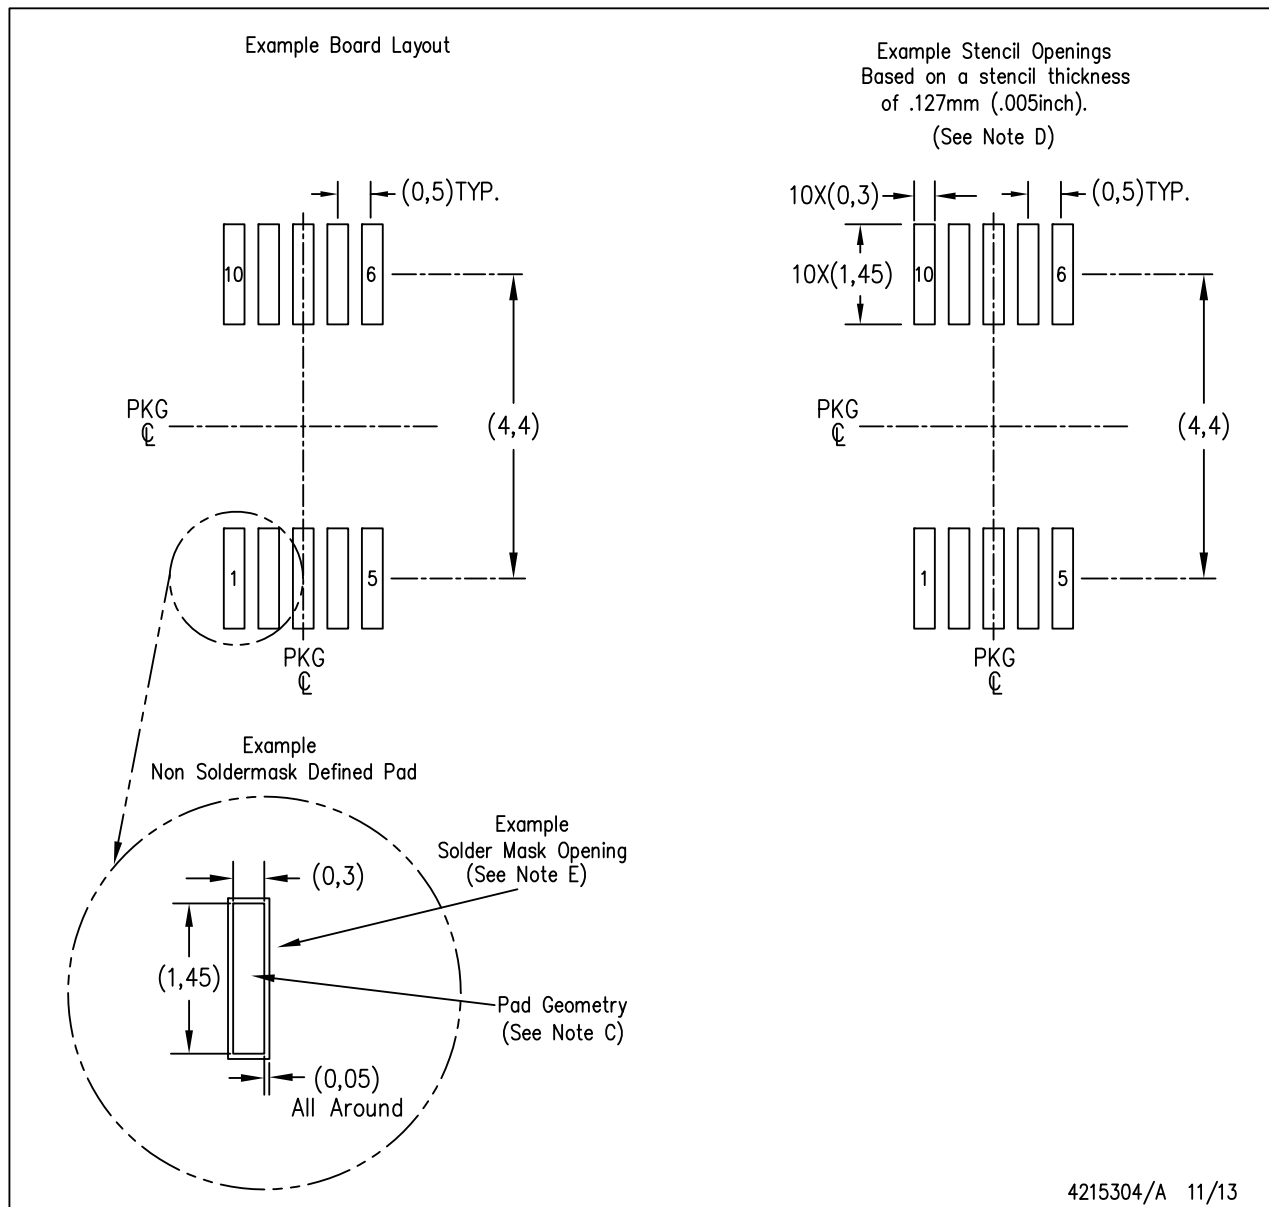 Example Board Layout
(0,5)TYP.
10
6
PKG
℄
(4,4)
1
5
PKG
℄
Example Stencil Openings
Based on a stencil thickness
of .127mm (.005inch).
(See Note D)
10X(0,3)
(0,5)TYP.
10X(1,45)
10
6
PKG
℄
(4,4)
1
5
PKG
℄
Example
Non Soldermask Defined Pad
Example
Solder Mask Opening
(See Note E)
(0,3)
(1,45)
Pad Geometry
(See Note C)
(0,05)
All Around
4215304/A 11/13